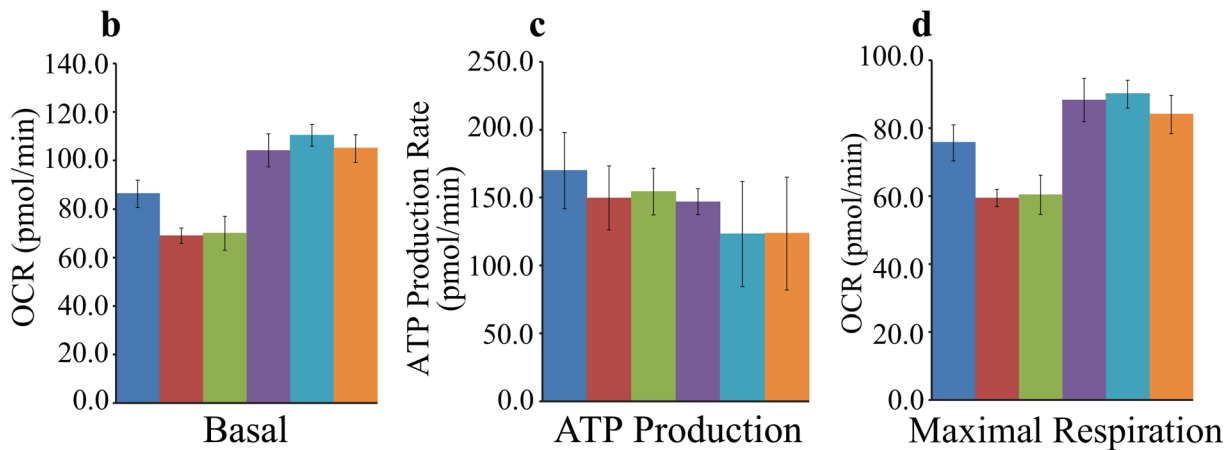 b
OCR (pmol/min)
140.0
120.0
100.0
80.0
60.0
40.0
20.0
0.0
Basal
c
ATP Production Rate
(pmol/min)
250.0
200.0
150.0
100.0
50.0
0.0
ATP Production
d
OCR (pmol/min)
100.0
80.0
60.0
40.0
20.0
0.0
Maximal Respiration